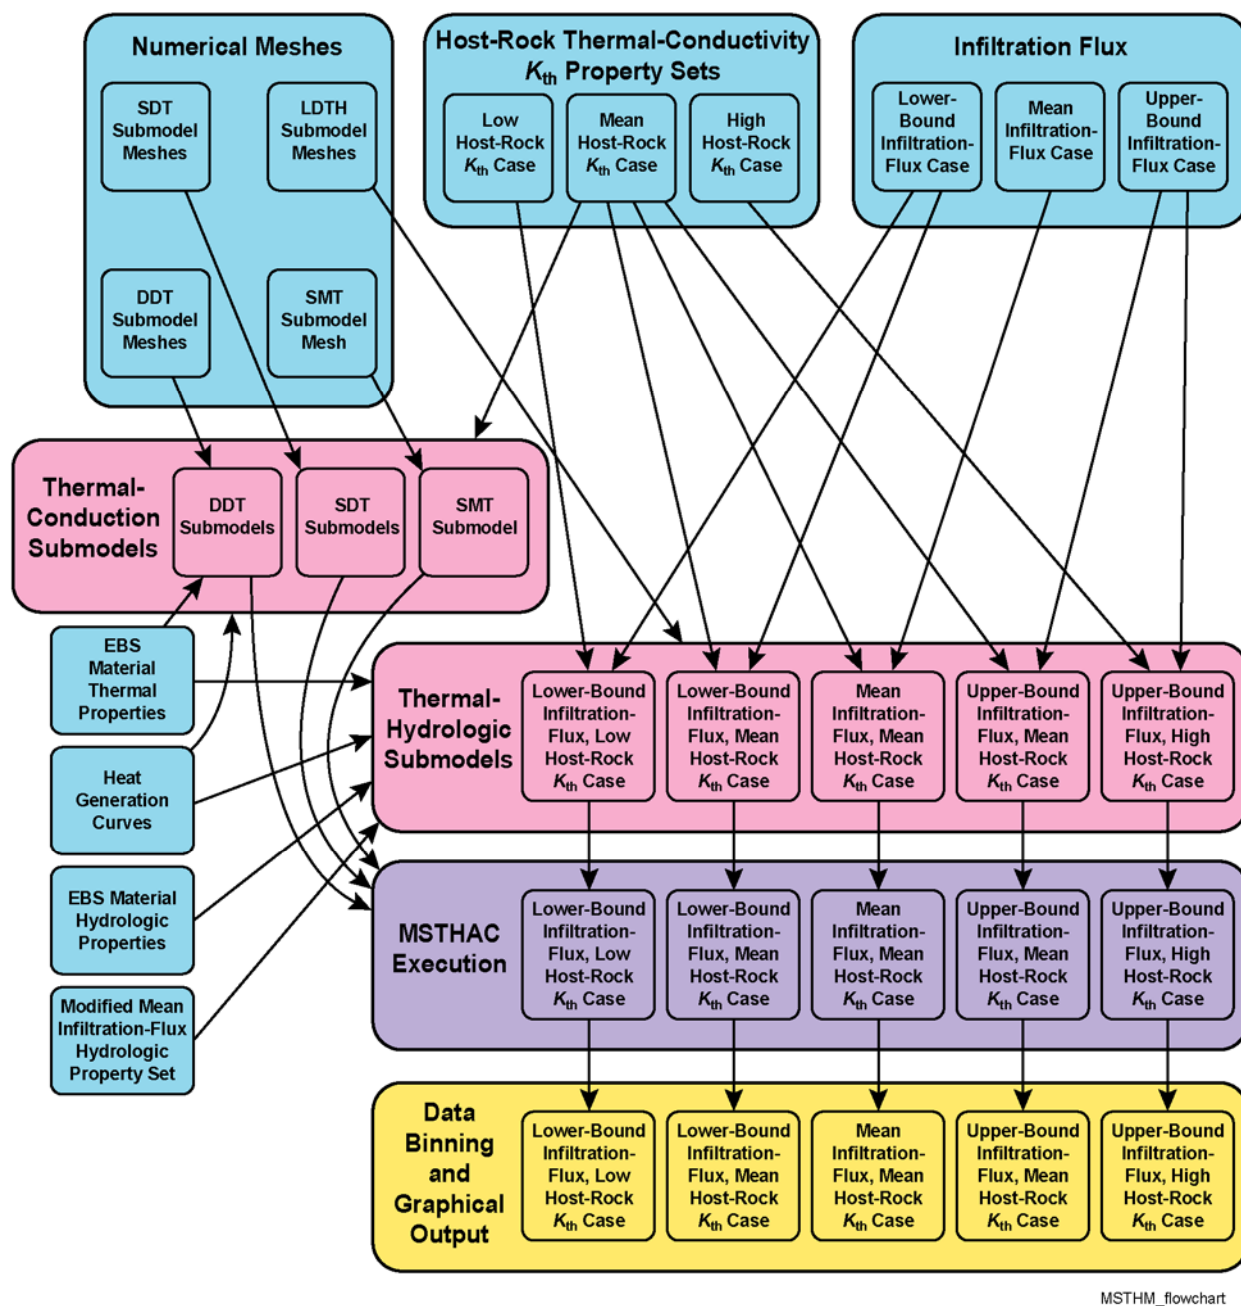 Numerical Meshes
SDT
Submodel
Meshes
LDTH
Submodel
Meshes
DDT
Submodel
Meshes
SMT
Submodel
Mesh
Host-Rock Thermal-Conductivity
Kth Property Sets
Low
Host-Rock
Kth Case
Mean
Host-Rock
Kth Case
High
Host-Rock
Kth Case
Infiltration Flux
Lower-
Bound
Infiltration-
Flux Case
Mean
Infiltration-
Flux Case
Upper-
Bound
Infiltration-
Flux Case
Thermal-
Conduction
Submodels
DDT
Submodels
SDT
Submodels
SMT
Submodel
EBS
Material
Thermal
Properties
Heat
Generation
Curves
EBS Material
Hydrologic
Properties
Modified Mean
Infiltration-Flux
Hydrologic
Property Set
Thermal-
Hydrologic
Submodels
Lower-Bound
Infiltration-
Flux, Low
Host-Rock
Kth Case
Lower-Bound
Infiltration-
Flux, Mean
Host-Rock
Kth Case
Mean
Infiltration-
Flux, Mean
Host-Rock
Kth Case
Upper-Bound
Infiltration-
Flux, Mean
Host-Rock
Kth Case
Upper-Bound
Infiltration-
Flux, High
Host-Rock
Kth Case
MSTHAC
Execution
Lower-Bound
Infiltration-
Flux, Low
Host-Rock
Kth Case
Lower-Bound
Infiltration-
Flux, Mean
Host-Rock
Kth Case
Mean
Infiltration-
Flux, Mean
Host-Rock
Kth Case
Upper-Bound
Infiltration-
Flux, Mean
Host-Rock
Kth Case
Upper-Bound
Infiltration-
Flux, High
Host-Rock
Kth Case
Data
Binning
and
Graphical
Output
Lower-Bound
Infiltration-
Flux, Low
Host-Rock
Kth Case
Lower-Bound
Infiltration-
Flux, Mean
Host-Rock
Kth Case
Mean
Infiltration-
Flux, Mean
Host-Rock
Kth Case
Upper-Bound
Infiltration-
Flux, Mean
Host-Rock
Kth Case
Upper-Bound
Infiltration-
Flux, High
Host-Rock
Kth Case
MSTHM_flowchart